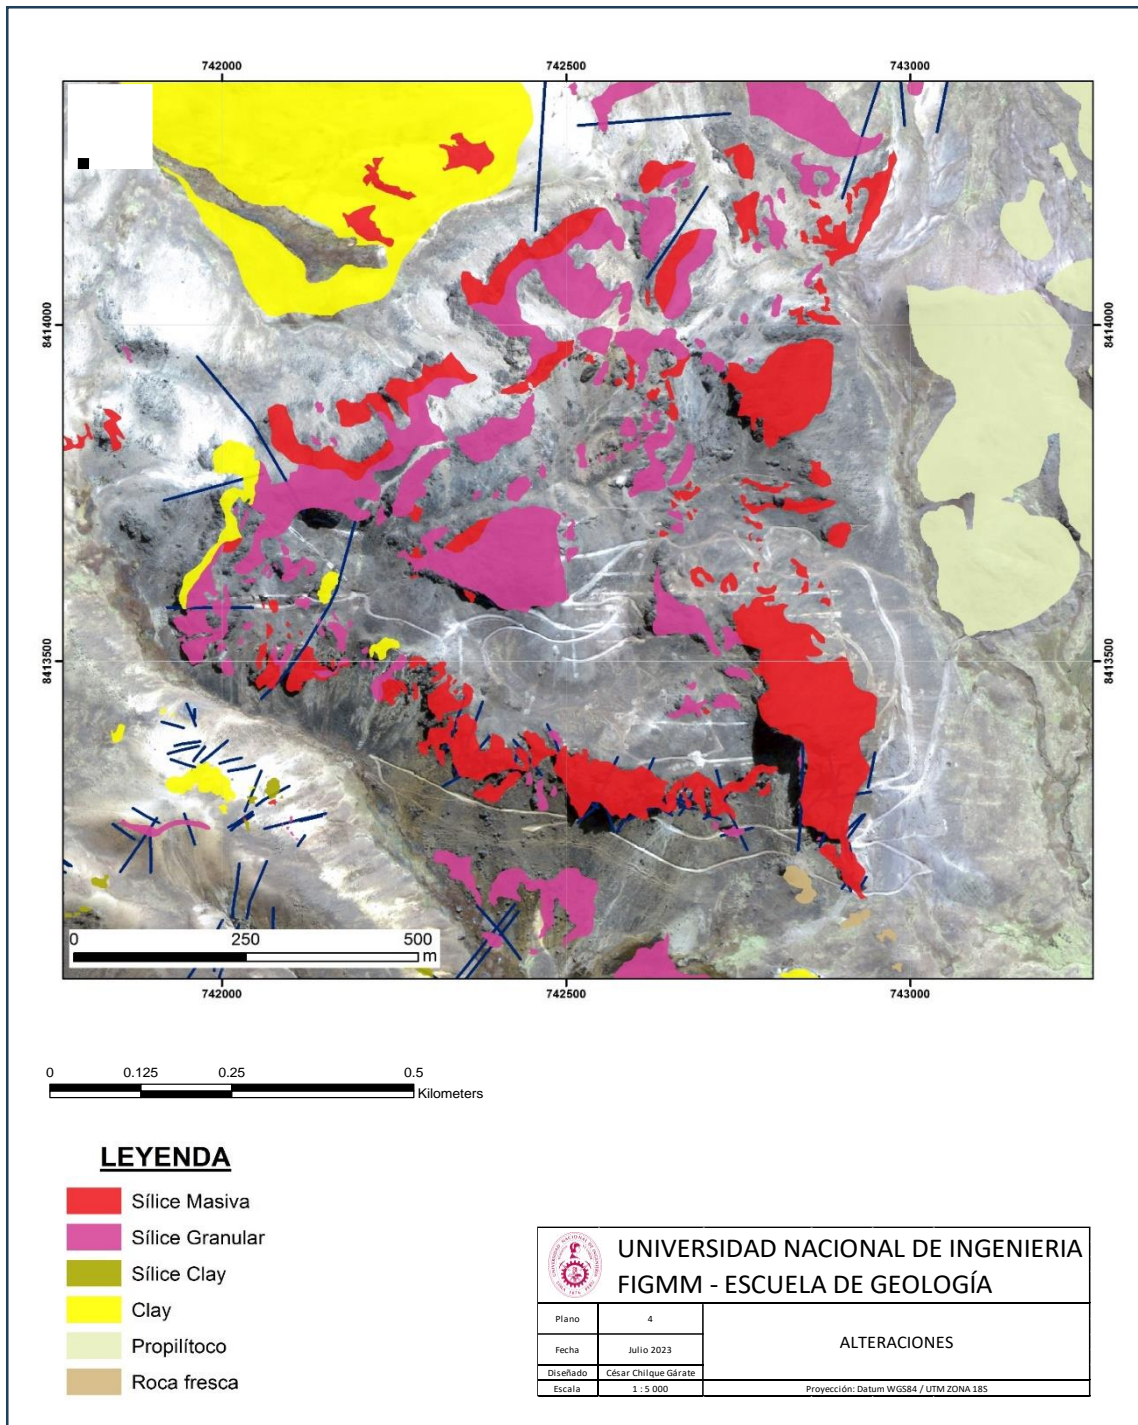 742000 742500 743000
8414000 8414000
8413500 8413500
0 250 500
m
742000 742500 743000
0 0.125 0.25 0.5
Kilometers
LEYENDA
Sílice Masiva
Sílice Granular
Sílice Clay
Clay
Propilítoco
Roca fresca
UNIVERSIDAD NACIONAL DE INGENIERIA
FIGMM - ESCUELA DE GEOLOGÍA
Plano 4
ALTERACIONES
Fecha Julio 2023
Diseñado César Chilque Gárate
Escala 1 : 5 000 Proyección: Datum WGS84 / UTM ZONA 18S